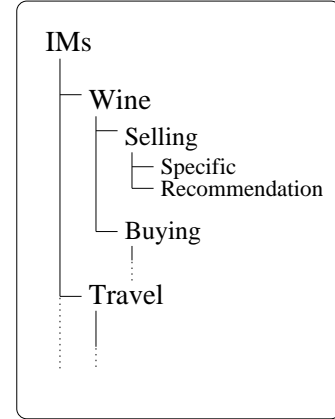 IMs
Wine
Selling
Specific
Recommendation
Buying
Travel